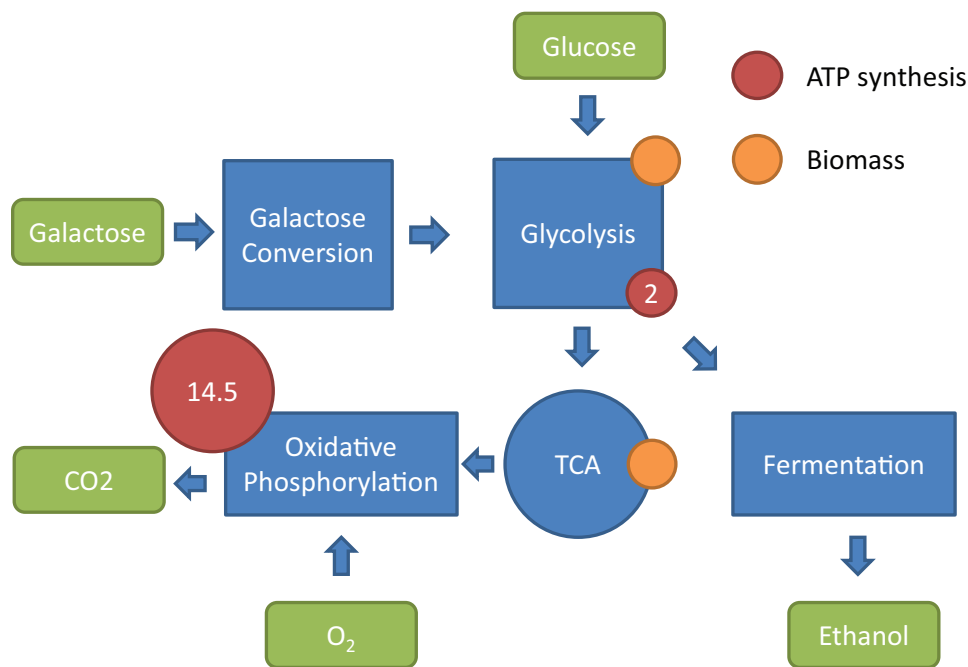 Glucose
ATP synthesis
Biomass
Galactose
Galactose
Conversion
Glycolysis
2
14.5
Oxidative
Phosphorylation
CO2
TCA
Fermentation
O₂
Ethanol